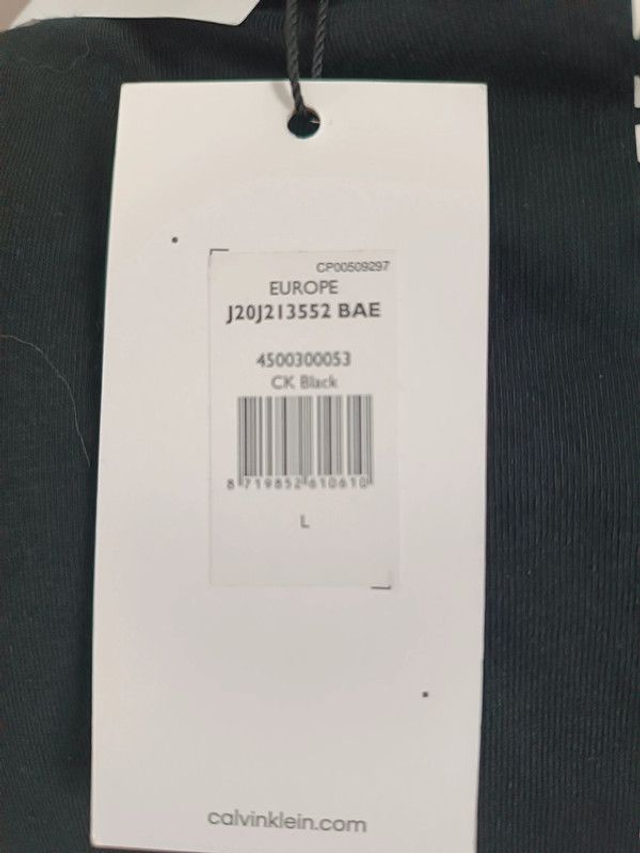 CP00509297
EUROPE
J20J213552 BAE
4500300053
CK Black
8 719852 610610
L
calvinklein.com